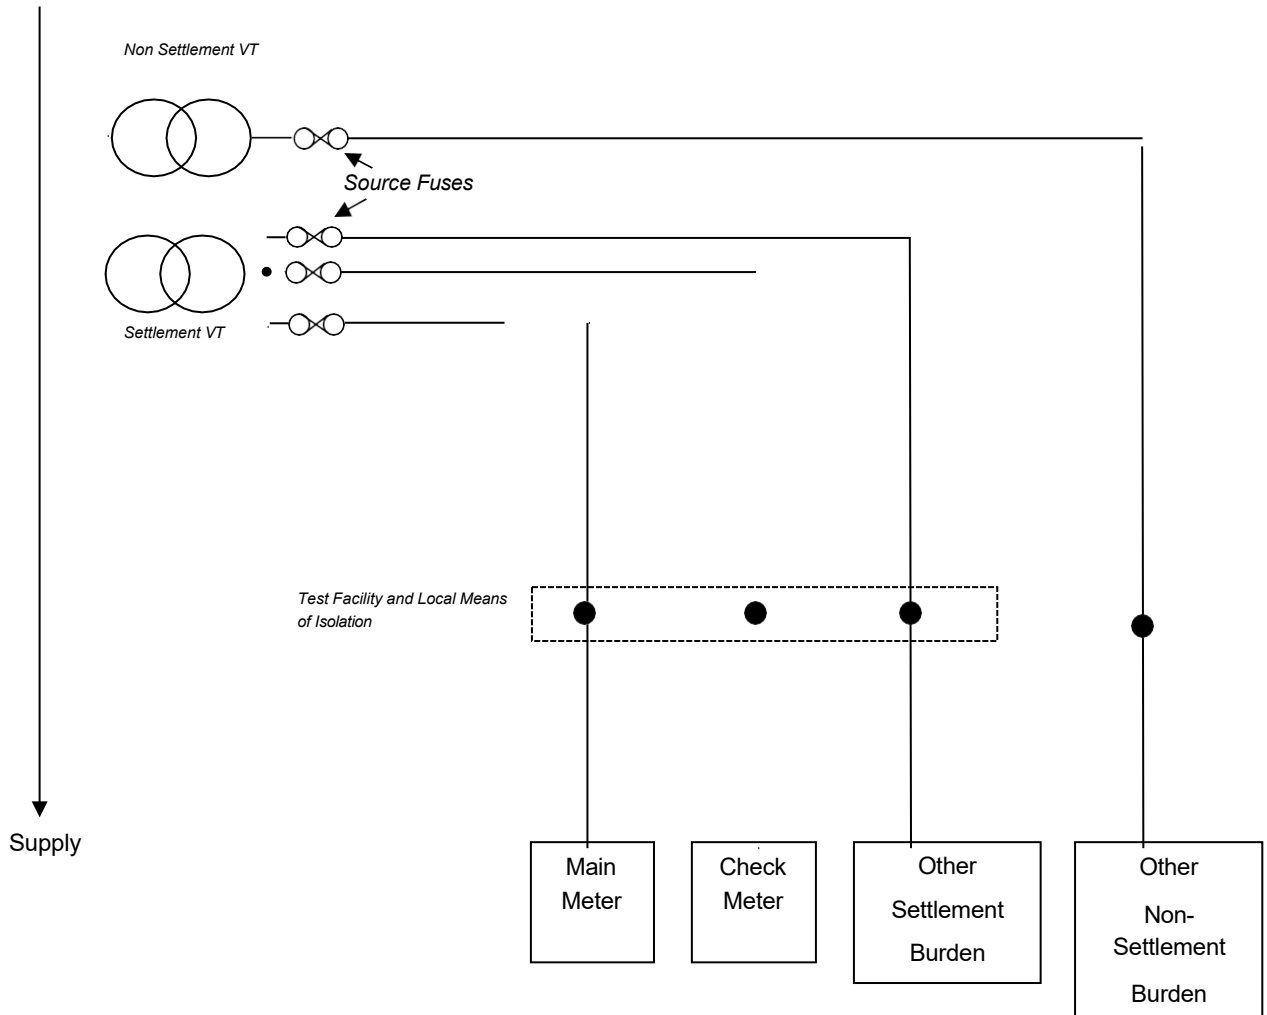 Non Settlement VT
Source Fuses
Settlement VT
Test Facility and Local Means
of Isolation
Supply
Main
Meter
Check
Meter
Other
Settlement
Burden
Other
Non-
Settlement
Burden